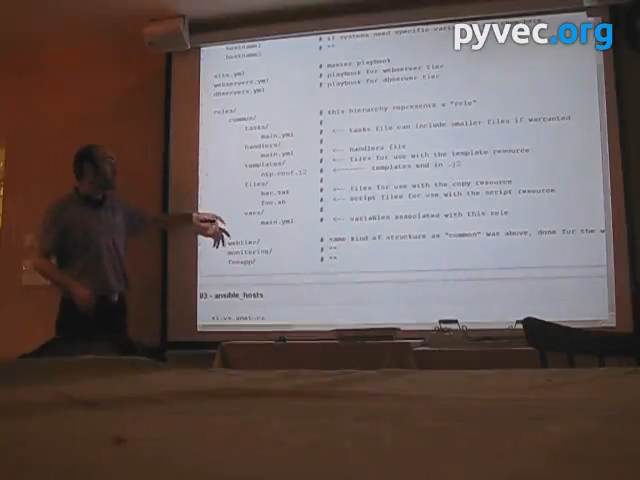 pyvec.org
hostname1 # if systems need specific
hostname2 # ""
site.yml # master playbook
webservers.yml # playbook for webserver tier
dbservers.yml # playbook for dbserver tier
roles/
common/ # this hierarchy represents a "role"
tasks/ #
main.yml # <-- tasks file can include smaller files if warranted
handlers/ #
main.yml # <-- handlers file
templates/ # <-- files for use with the template resource
ntp.conf.j2 # <------- templates end in .j2
files/ #
bar.txt # <-- files for use with the copy resource
foo.sh # <-- script files for use with the script resource
vars/ #
main.yml # <-- variables associated with this role
webtier/ # same kind of structure as "common" was above, done for the w
monitoring/ # ""
fooapp/ # ""
03 - ansible_hosts